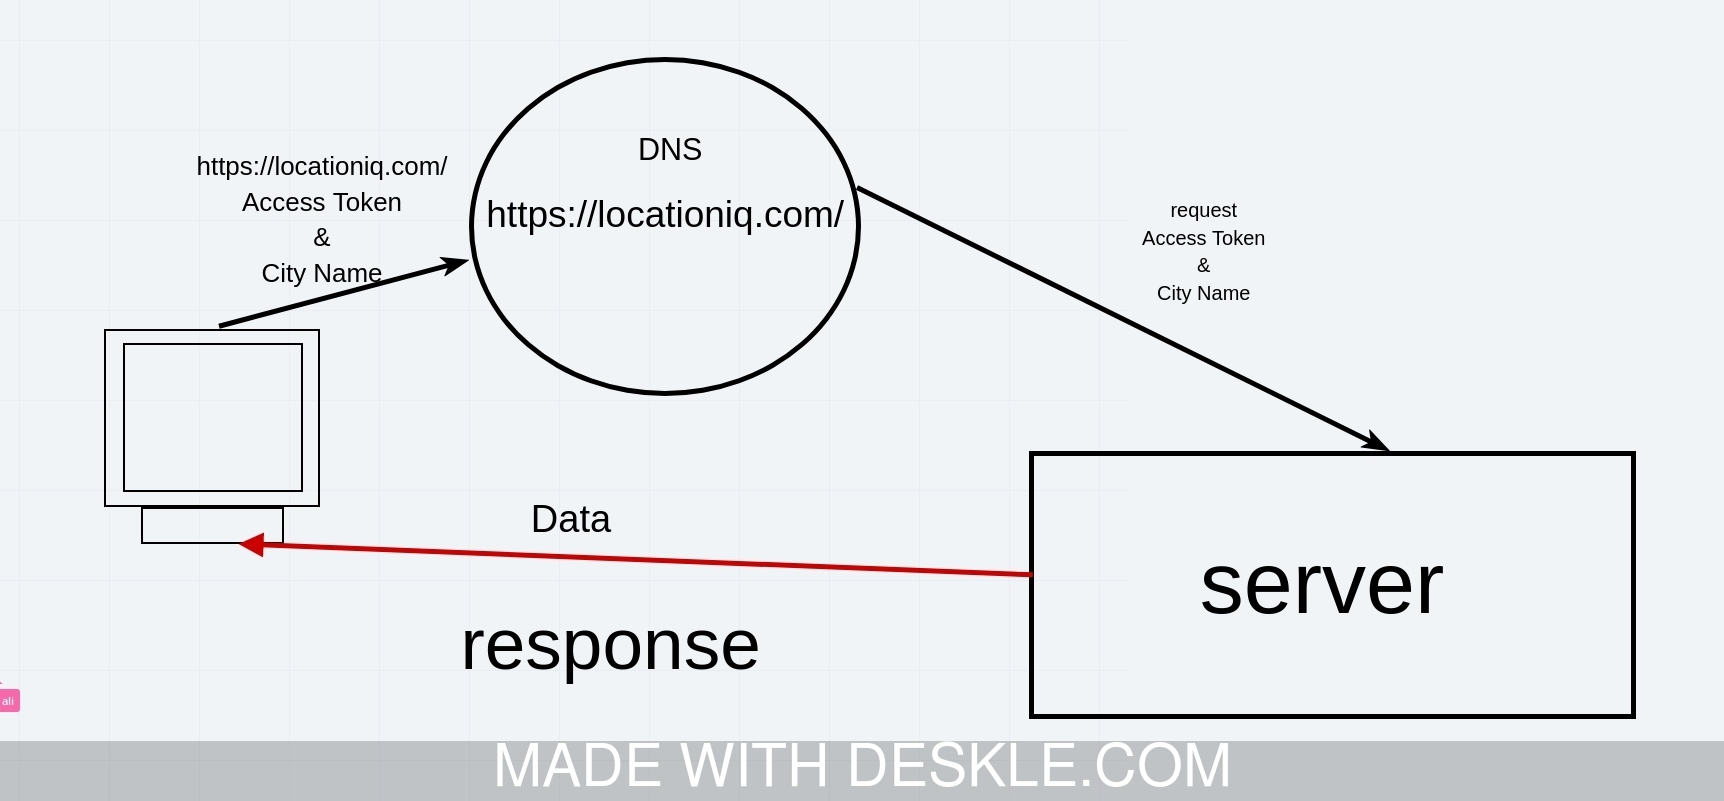 DNS
https://locationiq.com/
https://locationiq.com/
Access Token
&
City Name
request
Access Token
&
City Name
Data
server
response
ali
MADE WITH DESKLE.COM